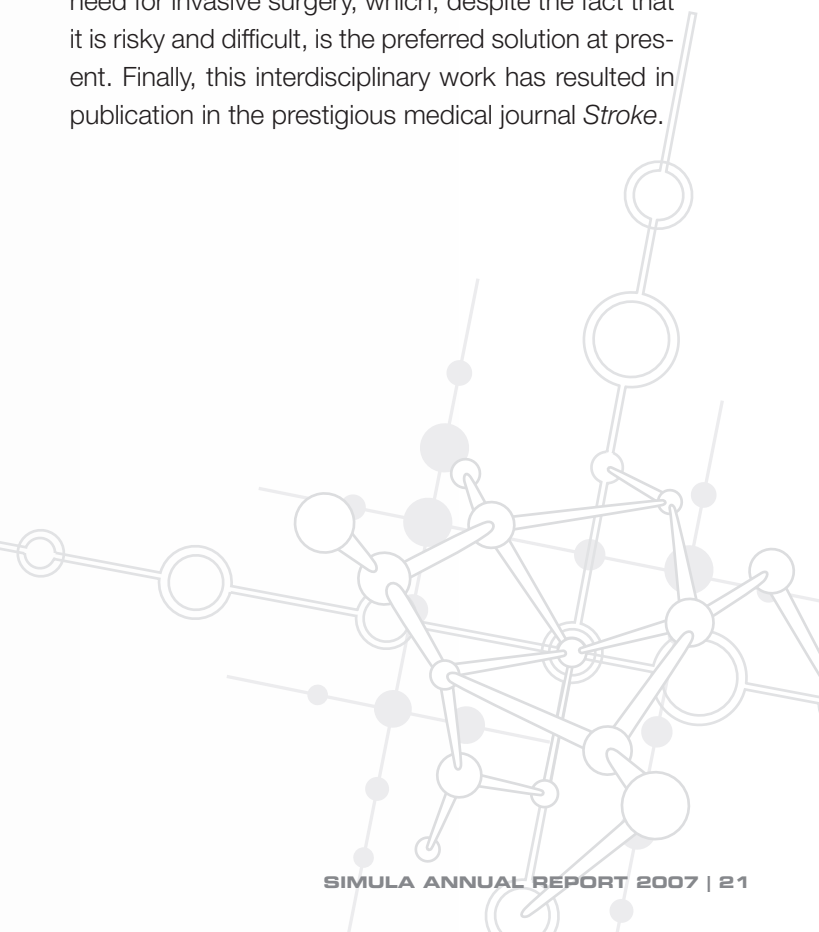 need for invasive surgery, which, despite the fact that
it is risky and difficult, is the preferred solution at pres-
ent. Finally, this interdisciplinary work has resulted in
publication in the prestigious medical journal Stroke.
SIMULA ANNUAL REPORT 2007 | 21